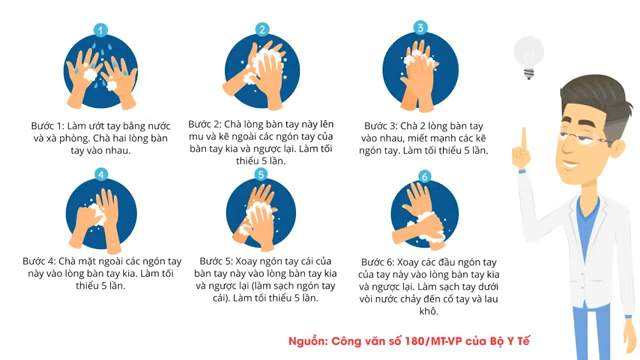 1
Bước 1: Làm ướt tay bằng nước
và xà phòng. Chà hai lòng bàn
tay vào nhau.
2
Bước 2: Chà lòng bàn tay này lên
mu và kẽ ngoài các ngón tay của
bàn tay kia và ngược lại. Làm tối
thiểu 5 lần.
3
Bước 3: Chà 2 lòng bàn tay
vào nhau, miết mạnh các kẽ
ngón tay. Làm tối thiểu 5 lần.
4
Bước 4: Chà mặt ngoài các ngón tay
này vào lòng bàn tay kia. Làm tối
thiểu 5 lần.
5
Bước 5: Xoay ngón tay cái của
bàn tay này vào lòng bàn tay kia
và ngược lại (làm sạch ngón tay
cái). Làm tối thiểu 5 lần.
6
Bước 6: Xoay các đầu ngón tay
của tay này vào lòng bàn tay kia
và ngược lại. Làm sạch tay dưới
vòi nước chảy đến cổ tay và lau
khô.
Nguồn: Công văn số 180/MT-VP của Bộ Y Tế